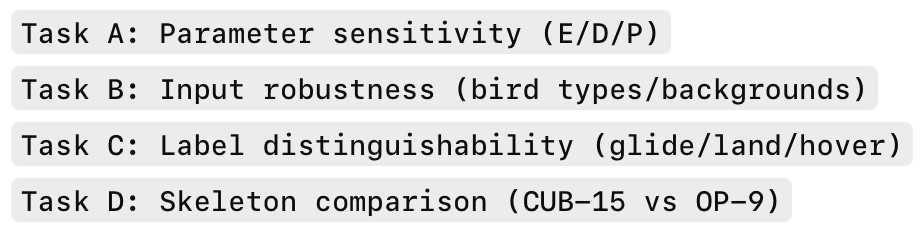 Task A: Parameter sensitivity (E/D/P)
Task B: Input robustness (bird types/backgrounds)
Task C: Label distinguishability (glide/land/hover)
Task D: Skeleton comparison (CUB-15 vs OP-9)